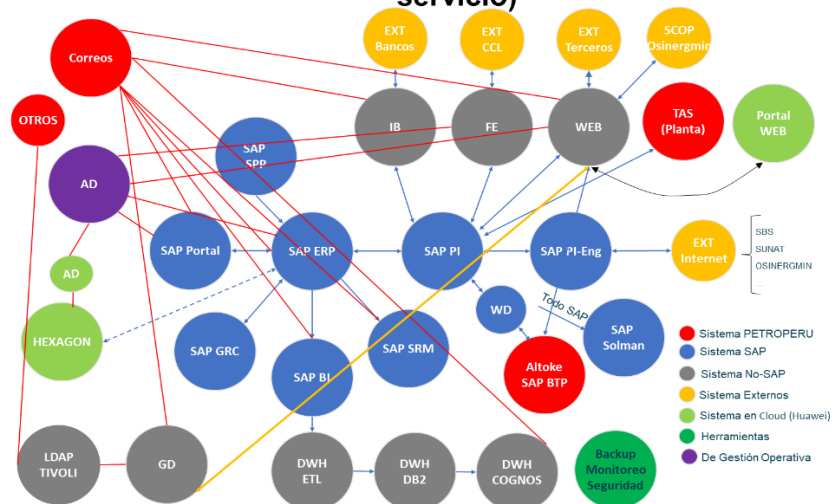 servicio)
EXT
Bancos
EXT
CCL
EXT
Terceros
SCOP
Osinergmin
Correos
OTROS
IB
FE
WEB
TAS
(Planta)
Portal
WEB
SAP
SPP
AD
SAP Portal
SAP ERP
SAP PI
SAP PI-Eng
EXT
Internet
SBS
SUNAT
OSINERGMIN
...
AD
HEXAGON
WD
Todo SAP
SAP
Solman
SAP GRC
SAP BI
SAP SRM
Altoke
SAP BTP
Sistema PETROPERU
Sistema SAP
Sistema No-SAP
Sistema Externos
Sistema en Cloud (Huawei)
Herramientas
De Gestión Operativa
LDAP
TIVOLI
GD
DWH
ETL
DWH
DB2
DWH
COGNOS
Backup
Monitoreo
Seguridad